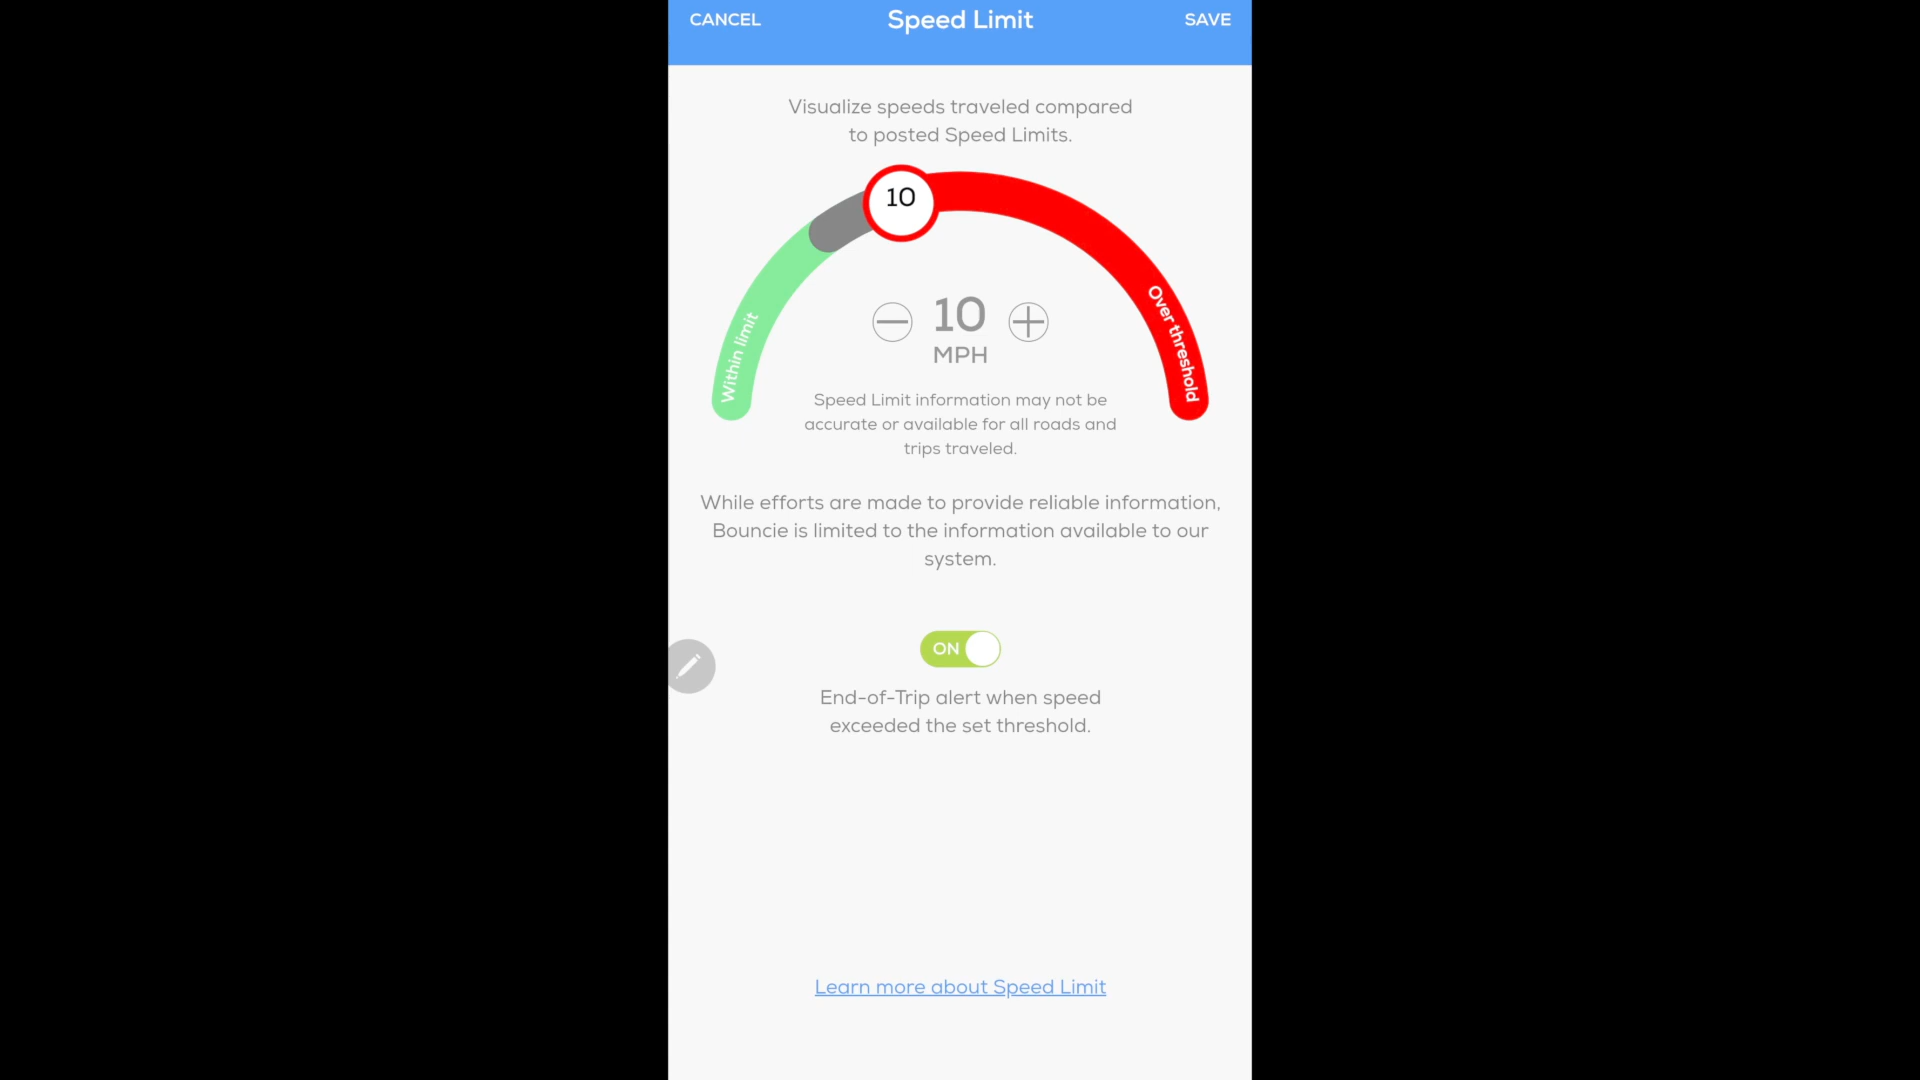 CANCEL
Speed Limit
SAVE
Visualize speeds traveled compared
to posted Speed Limits.
10
Within limit
Over threshold
10
MPH
Speed Limit information may not be
accurate or available for all roads and
trips traveled.
While efforts are made to provide reliable information,
Bouncie is limited to the information available to our
system.
ON
End-of-Trip alert when speed
exceeded the set threshold.
Learn more about Speed Limit